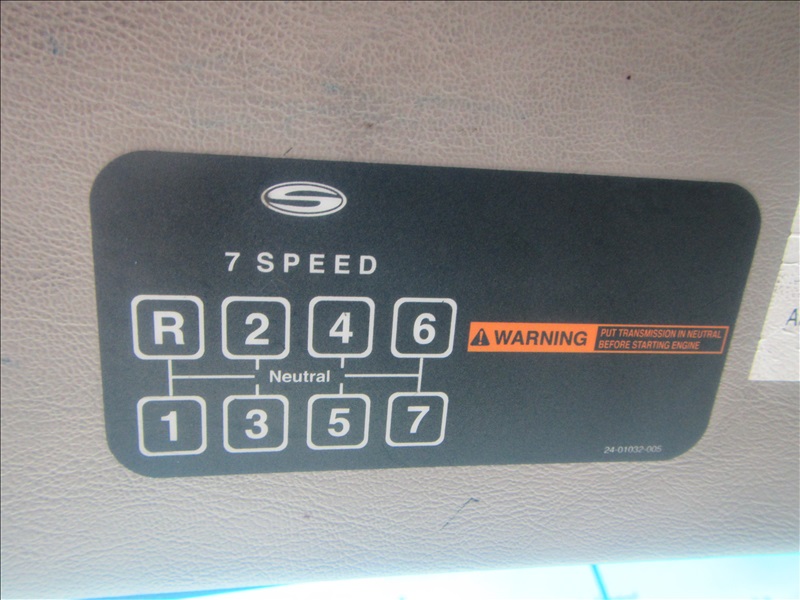 S
7 SPEED
R 2 4 6
Neutral
1 3 5 7
WARNING
PUT TRANSMISSION IN NEUTRAL
BEFORE STARTING ENGINE
24-01032-005
A